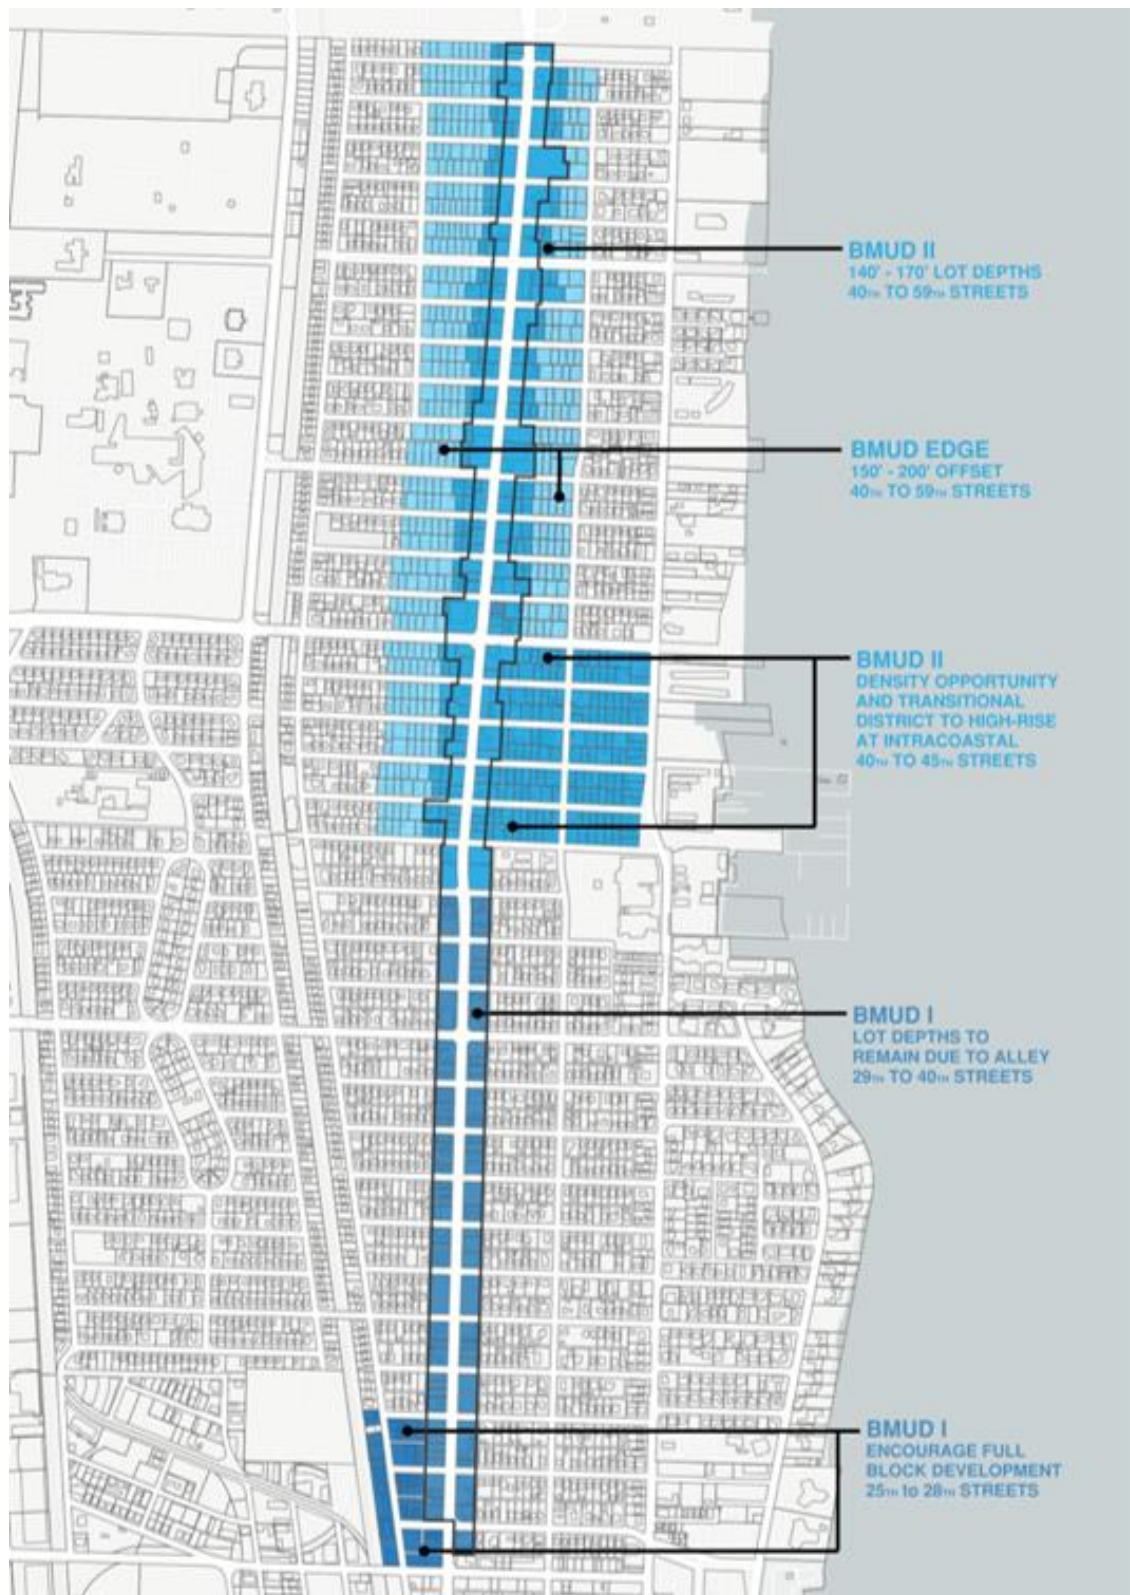 BMUD II
140' - 170' LOT DEPTHS
40TH TO 59TH STREETS
BMUD EDGE
150' - 200' OFFSET
40TH TO 59TH STREETS
BMUD II
DENSITY OPPORTUNITY
AND TRANSITIONAL
DISTRICT TO HIGH-RISE
AT INTRACOASTAL
40TH TO 45TH STREETS
BMUD I
LOT DEPTHS TO
REMAIN DUE TO ALLEY
29TH TO 40TH STREETS
BMUD I
ENCOURAGE FULL
BLOCK DEVELOPMENT
25TH to 28TH STREETS